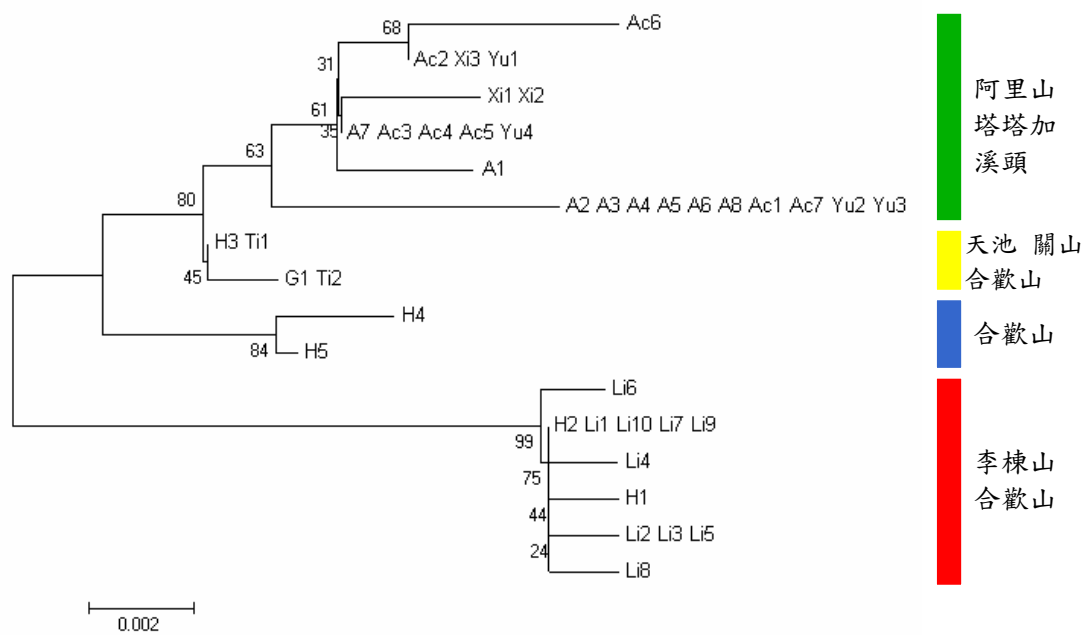 68
Ac6
Ac2 Xi3 Yu1
31
Xi1 Xi2
61
35
A7 Ac3 Ac4 Ac5 Yu4
63
A1
80
A2 A3 A4 A5 A6 A8 Ac1 Ac7 Yu2 Yu3
H3 Ti1
45
G1 Ti2
H4
84
H5
Li6
H2 Li1 Li10 Li7 Li9
99
Li4
75
H1
44
Li2 Li3 Li5
24
Li8
0.002
阿里山
塔塔加
溪頭
天池 關山
合歡山
合歡山
李棟山
合歡山